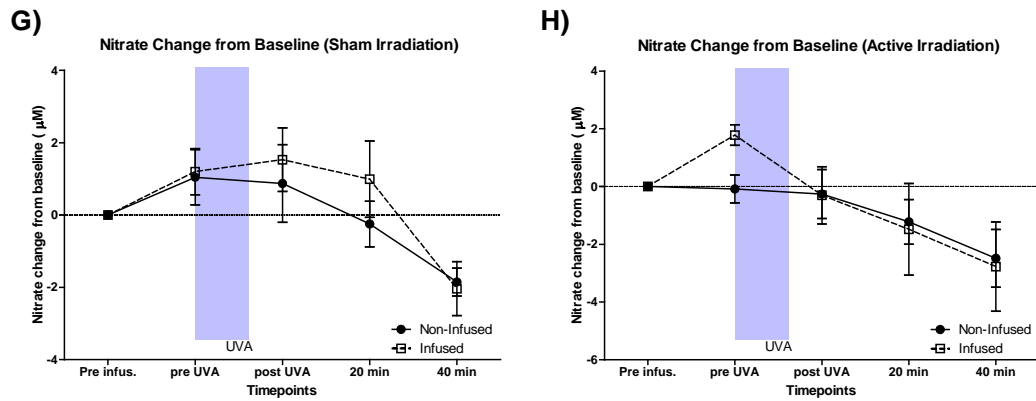 G)
Nitrate Change from Baseline (Sham Irradiation)
Nitrate change from baseline ( μM)
4
2
0
-2
-4
UVA
Non-Infused
Infused
Pre infus.
pre UVA
post UVA
20 min
40 min
Timepoints
H)
Nitrate Change from Baseline (Active Irradiation)
Nitrate change from baseline ( μM)
4
2
0
-2
-4
-6
UVA
Non-Infused
Infused
Pre infus.
pre UVA
post UVA
20 min
40 min
Timepoints